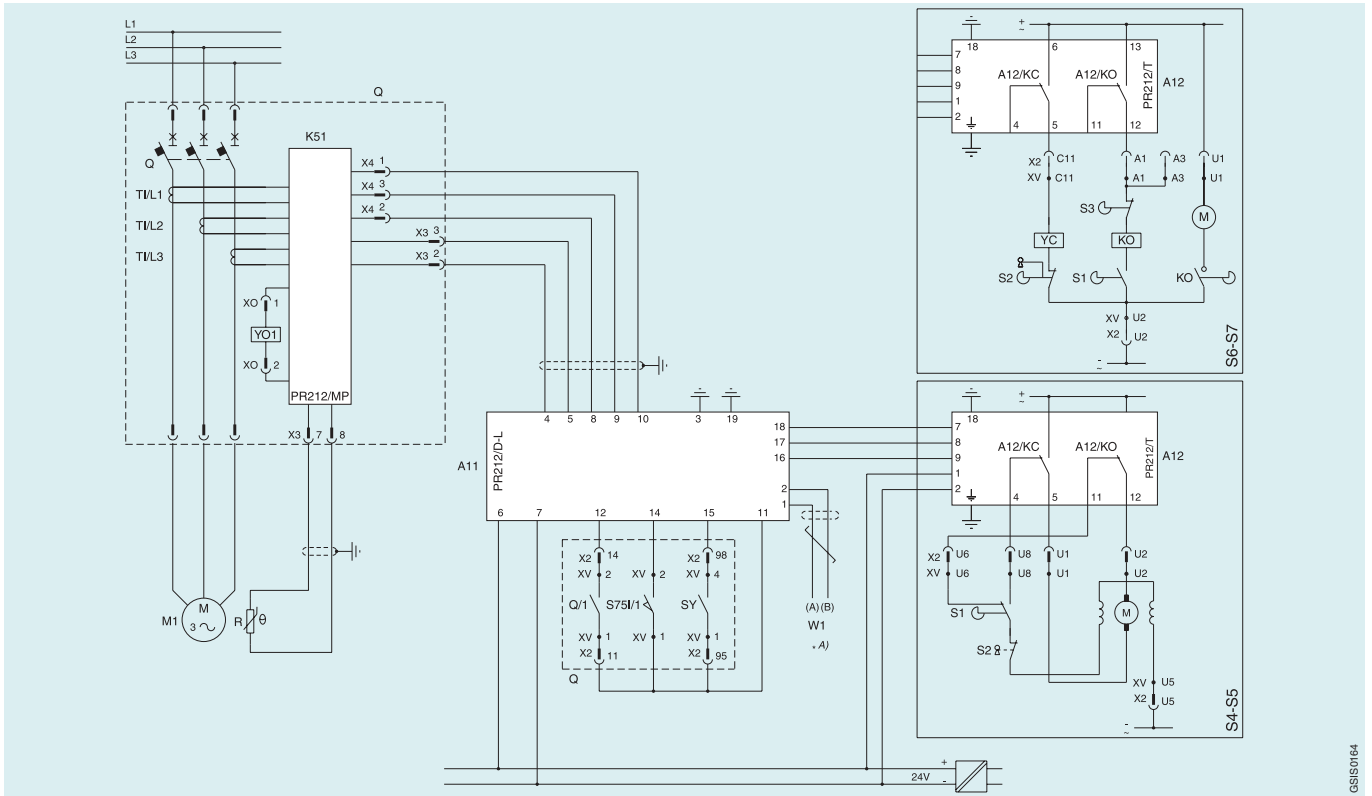 L1
L2
L3
Q
K51
Q
X4 1
X4 3
X4 2
X3 3
X3 2
TI/L1
TI/L2
TI/L3
XO 1
YO1
XO 2
PR212/MP
X3 7 8
M1
M
3 ~
R θ
A11
PR212/D-L
4 5 8 9 10 3 19
18
17
16
2
1
6 7 12 14 15 11
X2 14
XV 2
XV 2
X2 98
XV 4
Q/1
S75I/1
SY
XV 1
X2 11
XV 1
XV 1
X2 95
Q
(A) (B)
W1
* A)
24V
+
-
+
~
18 6 13
7
8
9
1
2
A12/KC
A12/KO
PR212/T
A12
4 5 11 12
X2 C11
XV C11
A1
A1
A3
A3
U1
U1
S3
M
YC
KO
S2
S1
KO
XV U2
X2 U2
-
~
S6-S7
+
~
18
7
8
9
1
2
A12/KC
A12/KO
PR212/T
A12
4 5 11 12
X2 U6
XV U6
U8
U8
U1
U1
U2
U2
S1
M
S2
XV U5
X2 U5
-
~
S4-S5
GSIS0164